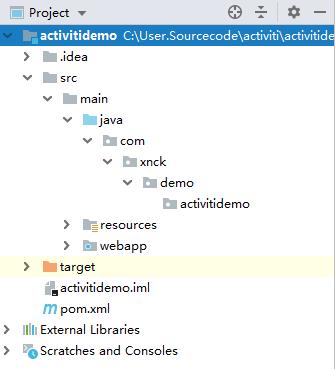 Project
activitidemo C:\User.Sourcecode\activiti\activitide
.idea
src
main
java
com
xnck
demo
activitidemo
resources
webapp
target
activitidemo.iml
pom.xml
External Libraries
Scratches and Consoles